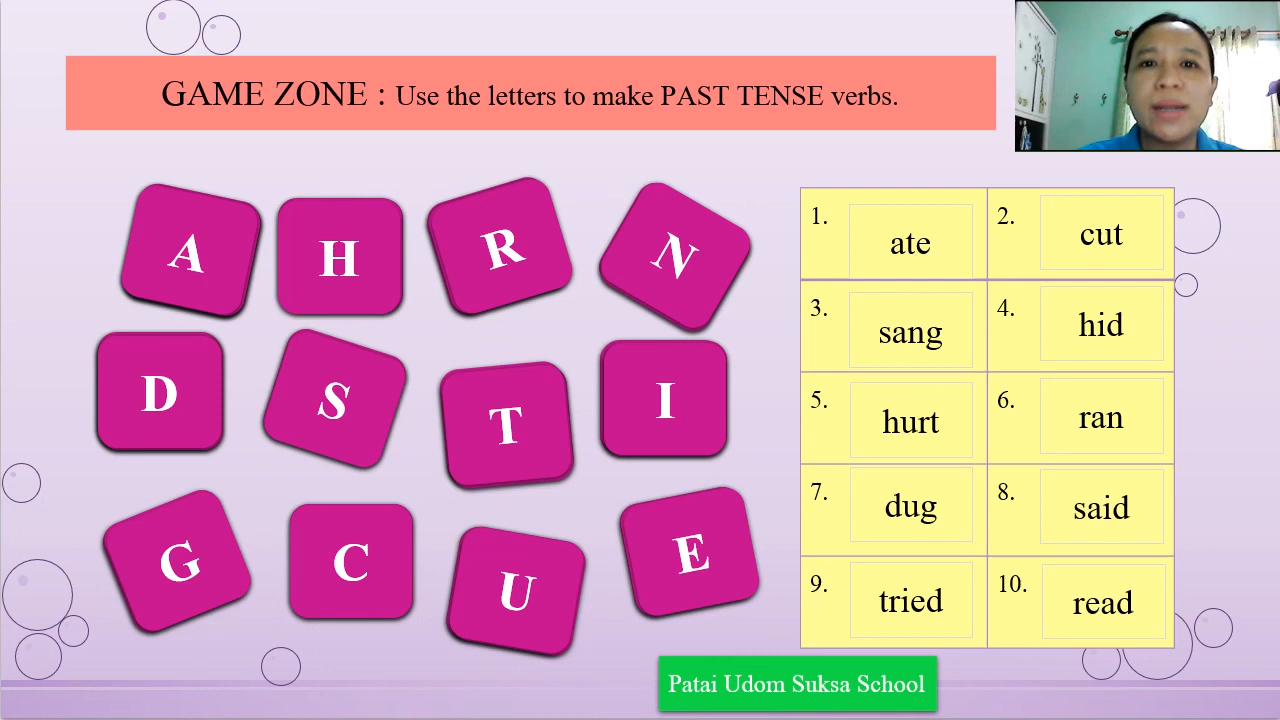 GAME ZONE : Use the letters to make PAST TENSE verbs.
A H R N
D S T I
G C U E
1. ate 2. cut
3. sang 4. hid
5. hurt 6. ran
7. dug 8. said
9. tried 10. read
Patai Udom Suksa School